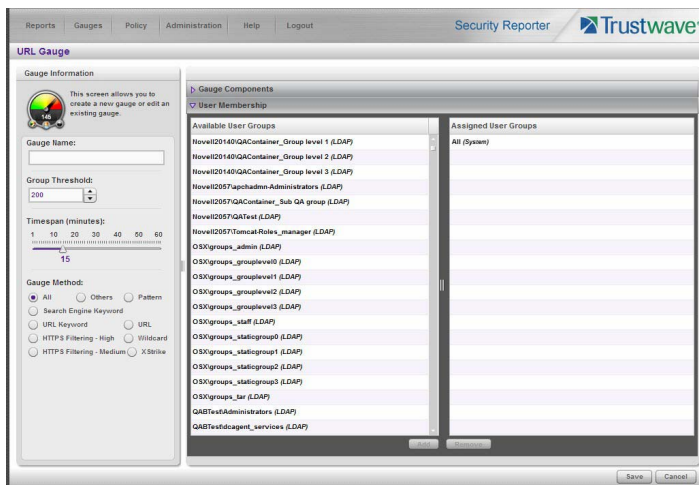 Reports Gauges Policy Administration Help Logout
Security Reporter
Trustwave
URL Gauge
Gauge Information
This screen allows you to
create a new gauge or edit an
existing gauge.
145
Gauge Name:
Group Threshold:
200
Timespan (minutes):
1 10 20 30 40 50 60
15
Gauge Method:
All Others Pattern
Search Engine Keyword
URL Keyword URL
HTTPS Filtering - High Wildcard
HTTPS Filtering - Medium XStrike
Gauge Components
User Membership
Available User Groups
Novell20140\QAContainer_Group level 1 (LDAP)
Novell20140\QAContainer_Group level 2 (LDAP)
Novell20140\QAContainer_Group level 3 (LDAP)
Novell2057\apchadmn-Administrators (LDAP)
Novell2057\QAContainer_Sub QA group (LDAP)
Novell2057\QATest (LDAP)
Novell2057\Tomcat-Roles_manager (LDAP)
OSX\groups_admin (LDAP)
OSX\groups_grouplevel0 (LDAP)
OSX\groups_grouplevel1 (LDAP)
OSX\groups_grouplevel2 (LDAP)
OSX\groups_grouplevel3 (LDAP)
OSX\groups_staff (LDAP)
OSX\groups_staticgroup0 (LDAP)
OSX\groups_staticgroup1 (LDAP)
OSX\groups_staticgroup2 (LDAP)
OSX\groups_staticgroup3 (LDAP)
OSX\groups_tar (LDAP)
QABTest\Administrators (LDAP)
QABTest\dcagent_services (LDAP)
Assigned User Groups
All (System)
Add Remove
Save Cancel